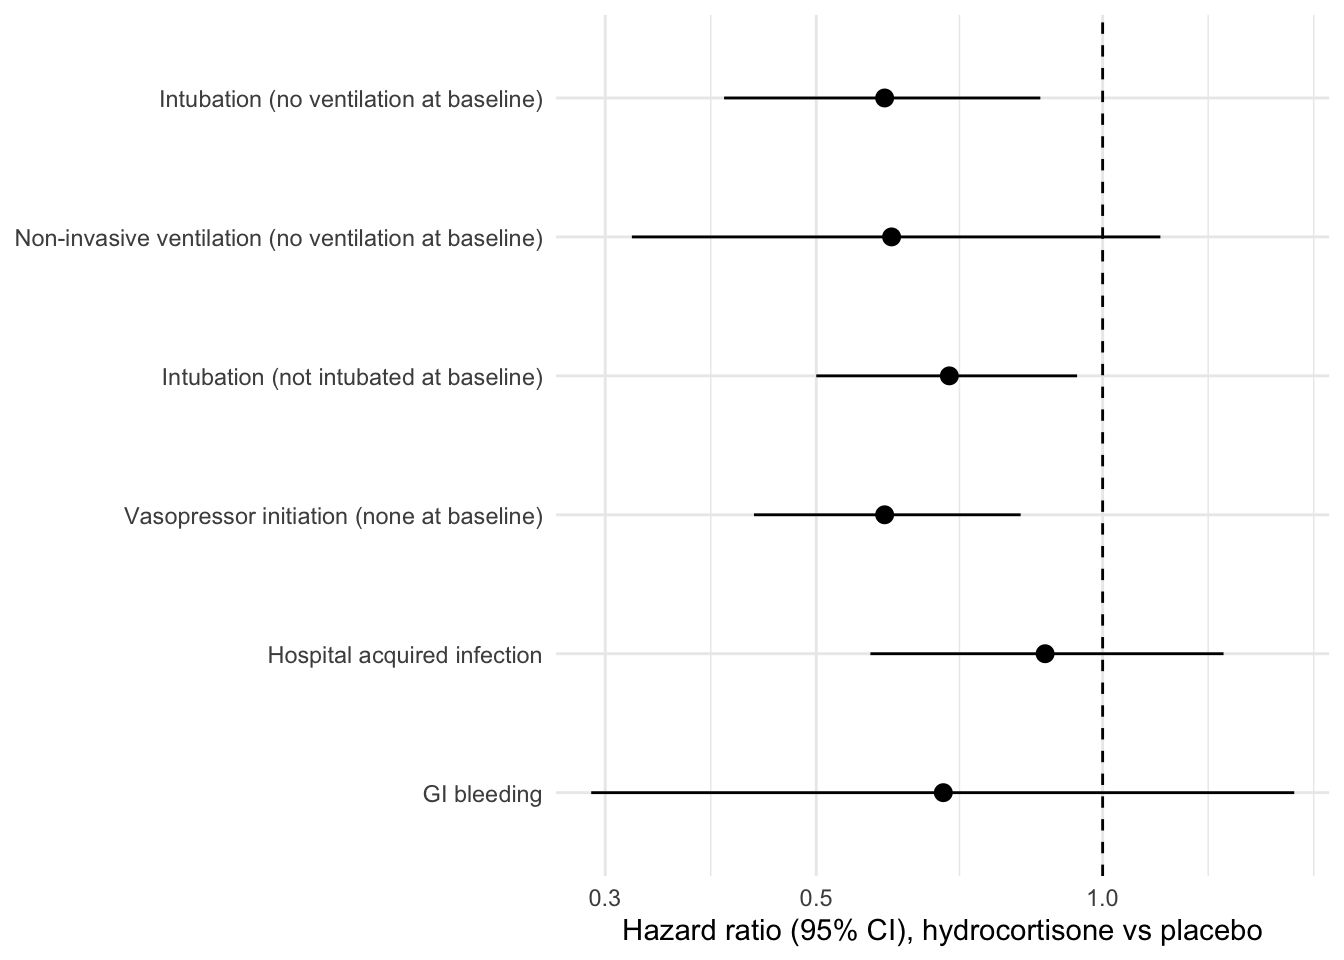 Intubation (no ventilation at baseline)
Non-invasive ventilation (no ventilation at baseline)
Intubation (not intubated at baseline)
Vasopressor initiation (none at baseline)
Hospital acquired infection
GI bleeding
0.3 0.5 1.0
Hazard ratio (95% CI), hydrocortisone vs placebo